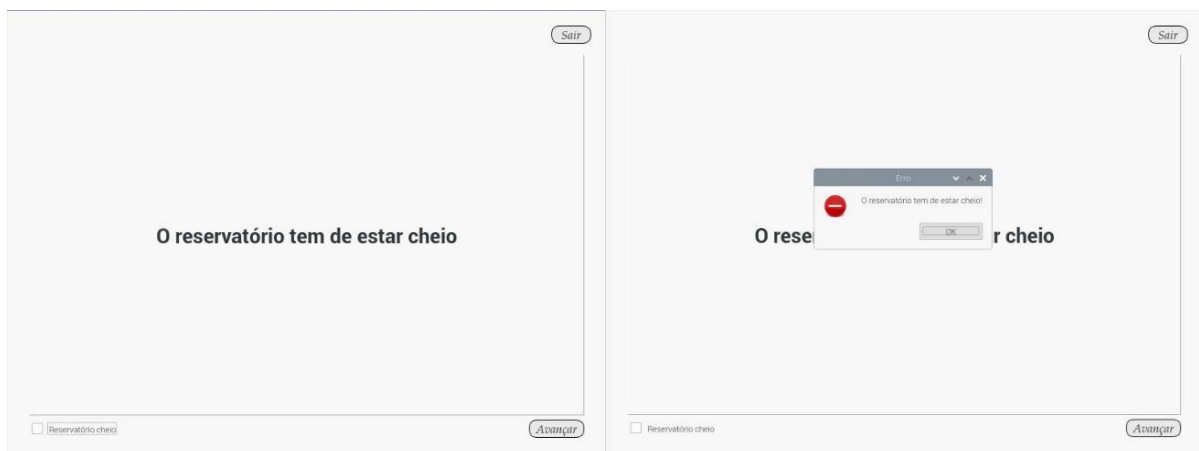 Sair
O reservatório tem de estar cheio
Reservatório cheio
Avançar
Sair
Erro
O reservatório tem de estar cheio!
OK
O rese
r cheio
Reservatório cheio
Avançar